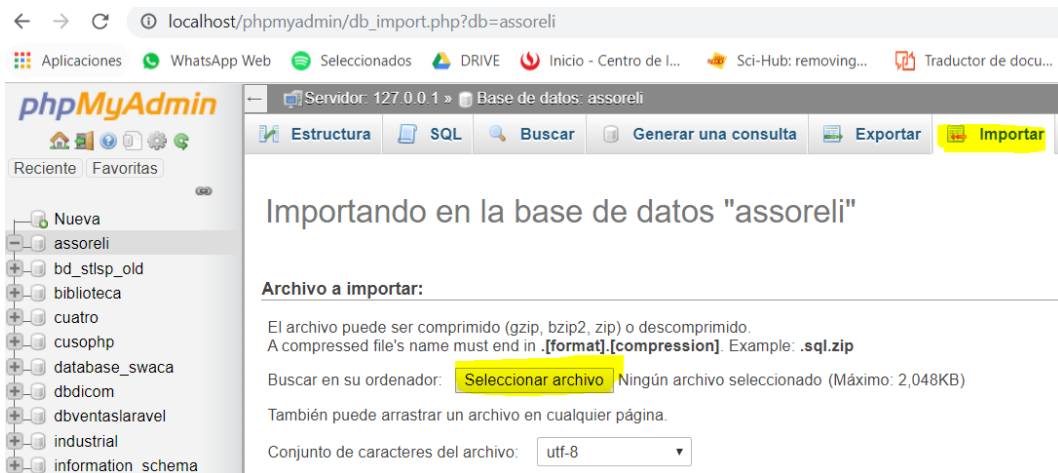 localhost/phpmyadmin/db_import.php?db=assoreli
Aplicaciones WhatsApp Web Seleccionados DRIVE Inicio - Centro de l... Sci-Hub: removing... Traductor de docu...
phpMyAdmin
Reciente Favoritas
Nueva
assoreli
bd_stlsp_old
biblioteca
cuatro
cusophp
database_swaca
dbdicom
dbventaslaravel
industrial
information_schema
Servidor: 127.0.0.1 » Base de datos: assoreli
Estructura SQL Buscar Generar una consulta Exportar Importar
Importando en la base de datos "assoreli"
Archivo a importar:
El archivo puede ser comprimido (gzip, bzip2, zip) o descomprimido.
A compressed file's name must end in .[format].[compression]. Example: .sql.zip
Buscar en su ordenador: Seleccionar archivo Ningún archivo seleccionado (Máximo: 2,048KB)
También puede arrastrar un archivo en cualquier página.
Conjunto de caracteres del archivo: utf-8